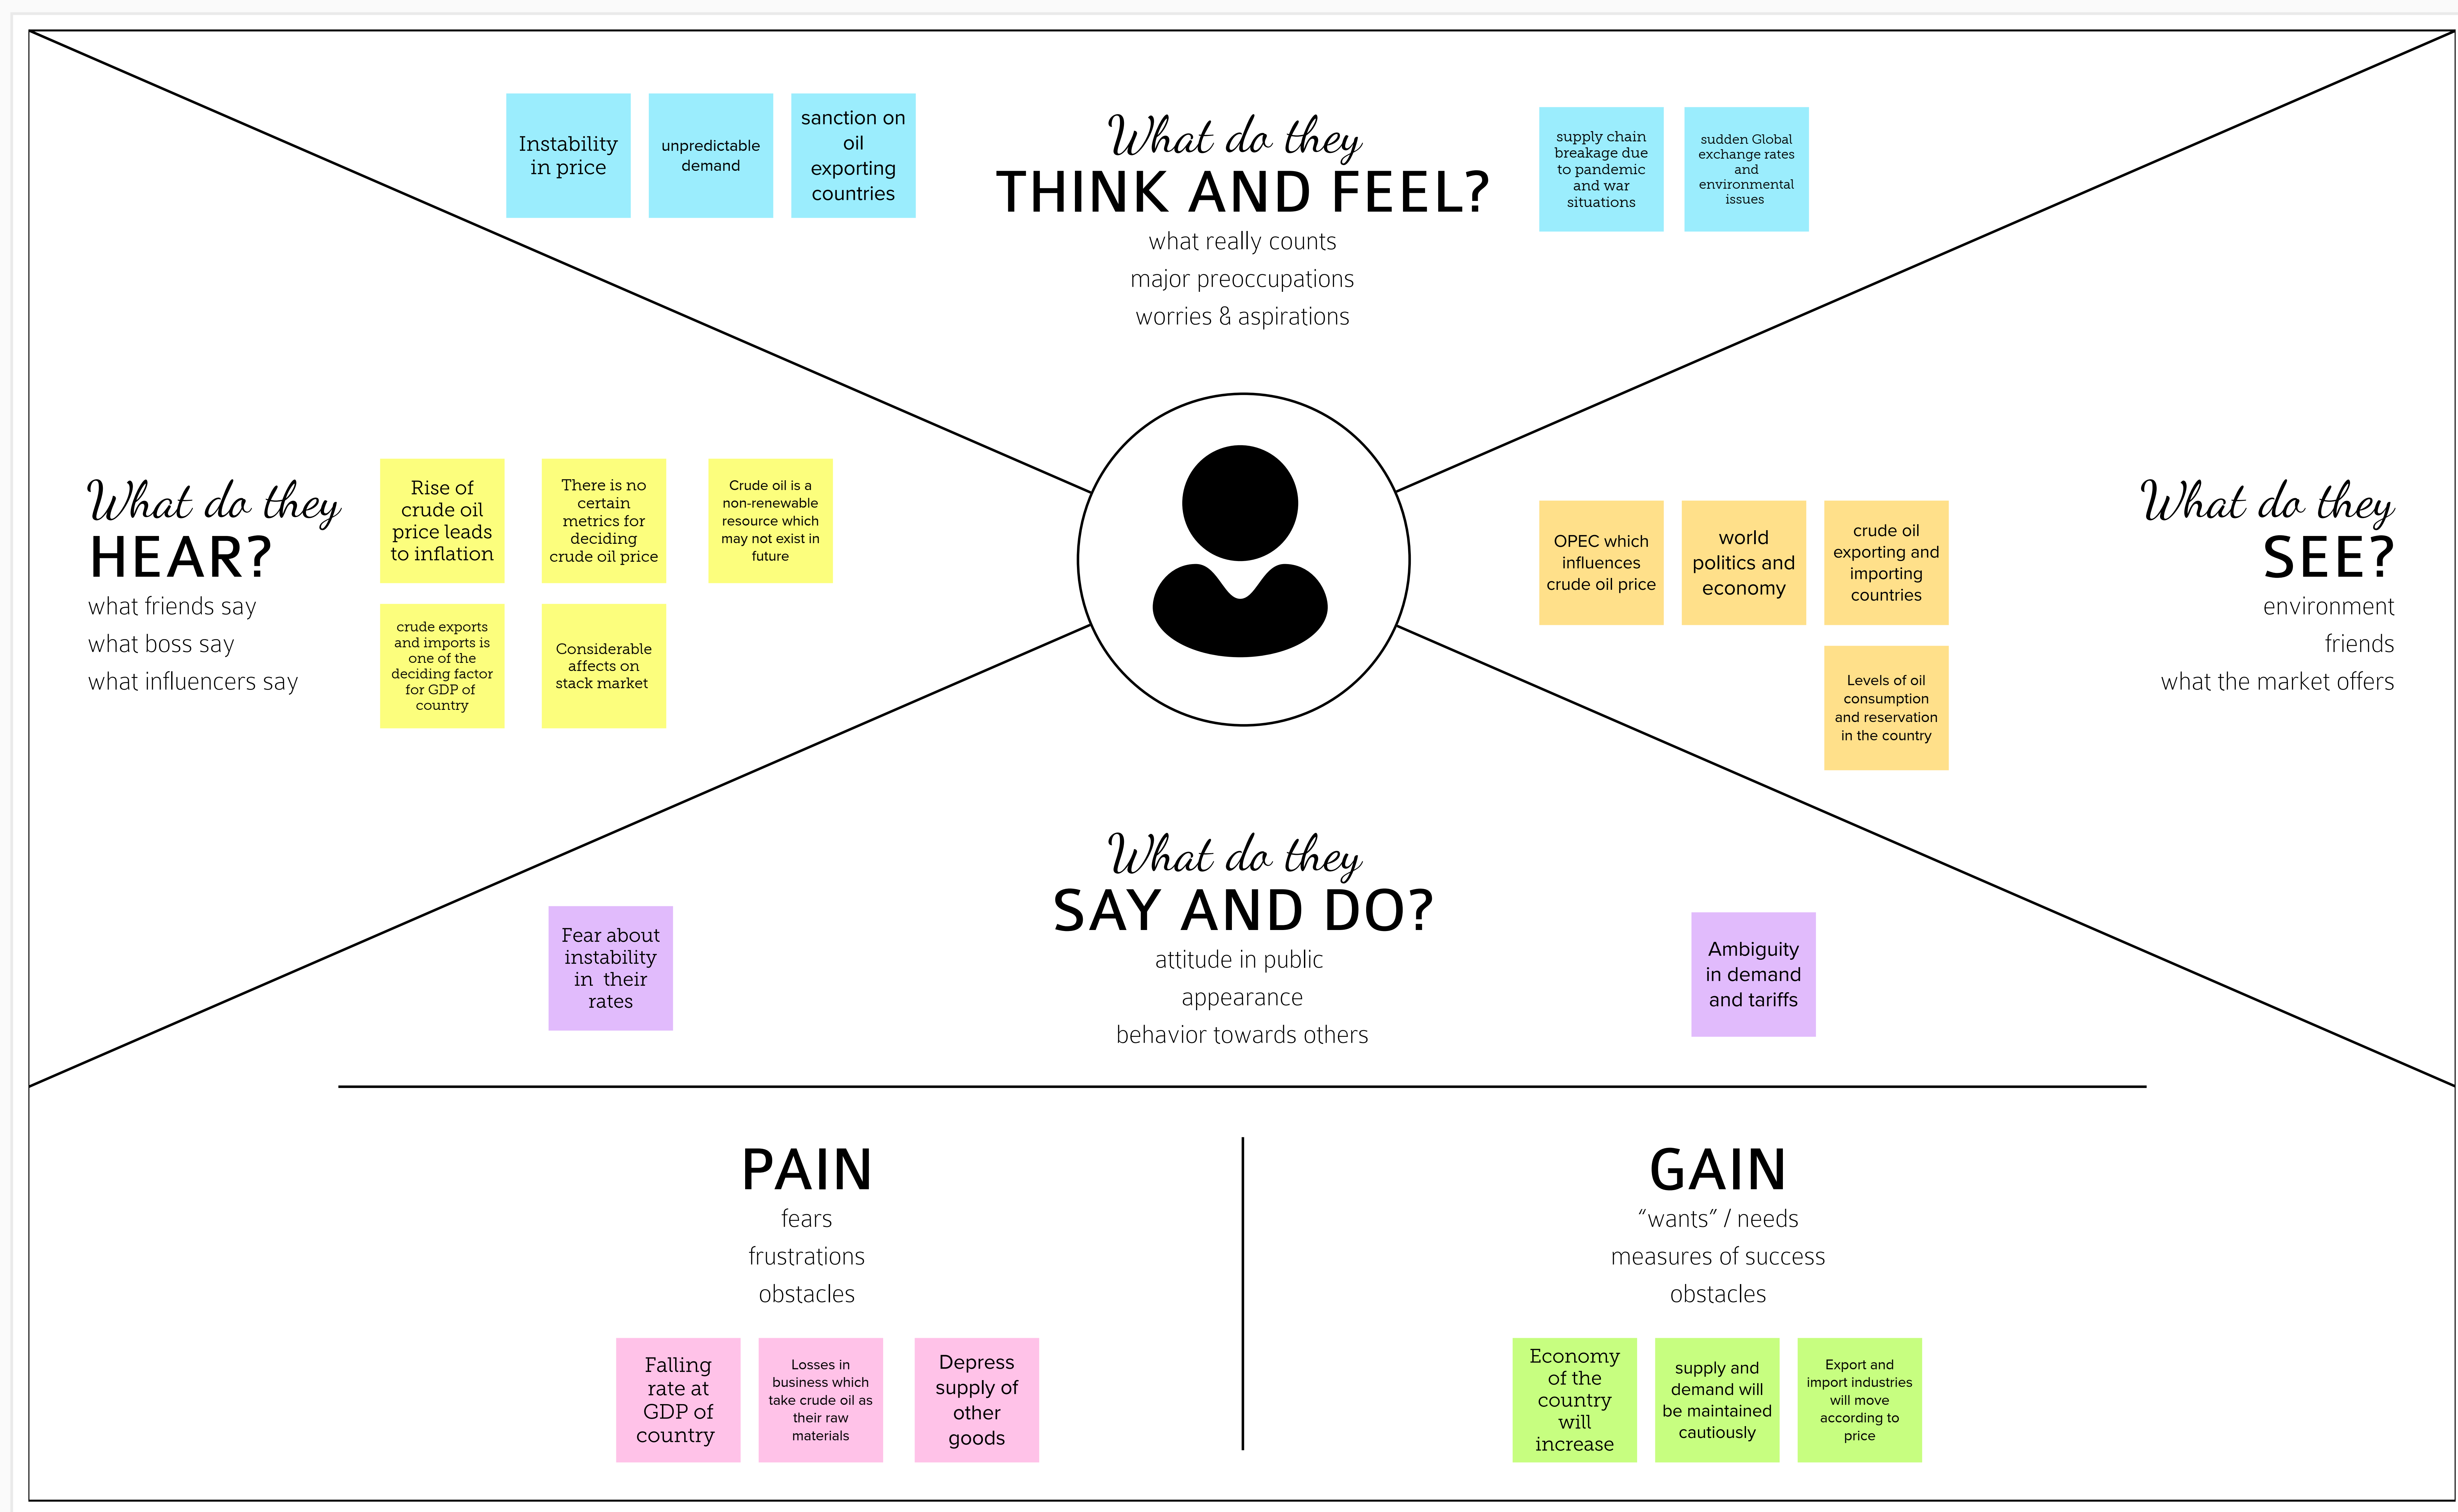 Instability
in price
unpredictable
demand
sanction on
oil
exporting
countries
What do they
THINK AND FEEL?
what really counts
major preoccupations
worries & aspirations
supply chain
breakage due
to pandemic
and war
situations
sudden Global
exchange rates
and
environmental
issues
What do they
HEAR?
what friends say
what boss say
what influencers say
Rise of
crude oil
price leads
to inflation
There is no
certain
metrics for
deciding
crude oil price
Crude oil is a
non-renewable
resource which
may not exist in
future
crude exports
and imports is
one of the
deciding factor
for GDP of
country
Considerable
affects on
stack market
OPEC which
influences
crude oil price
world
politics and
economy
crude oil
exporting and
importing
countries
Levels of oil
consumption
and reservation
in the country
What do they
SEE?
environment
friends
what the market offers
Fear about
instability
in  their
rates
What do they
SAY AND DO?
attitude in public
appearance
behavior towards others
Ambiguity
in demand
and tariffs
PAIN
fears
frustrations
obstacles
Falling
rate at
GDP of
country
Losses in
business which
take crude oil as
their raw
materials
Depress
supply of
other
goods
GAIN
“wants” / needs
measures of success
obstacles
Economy
of the
country
will
increase
supply and
demand will
be maintained
cautiously
Export and
import industries
will move
according to
price